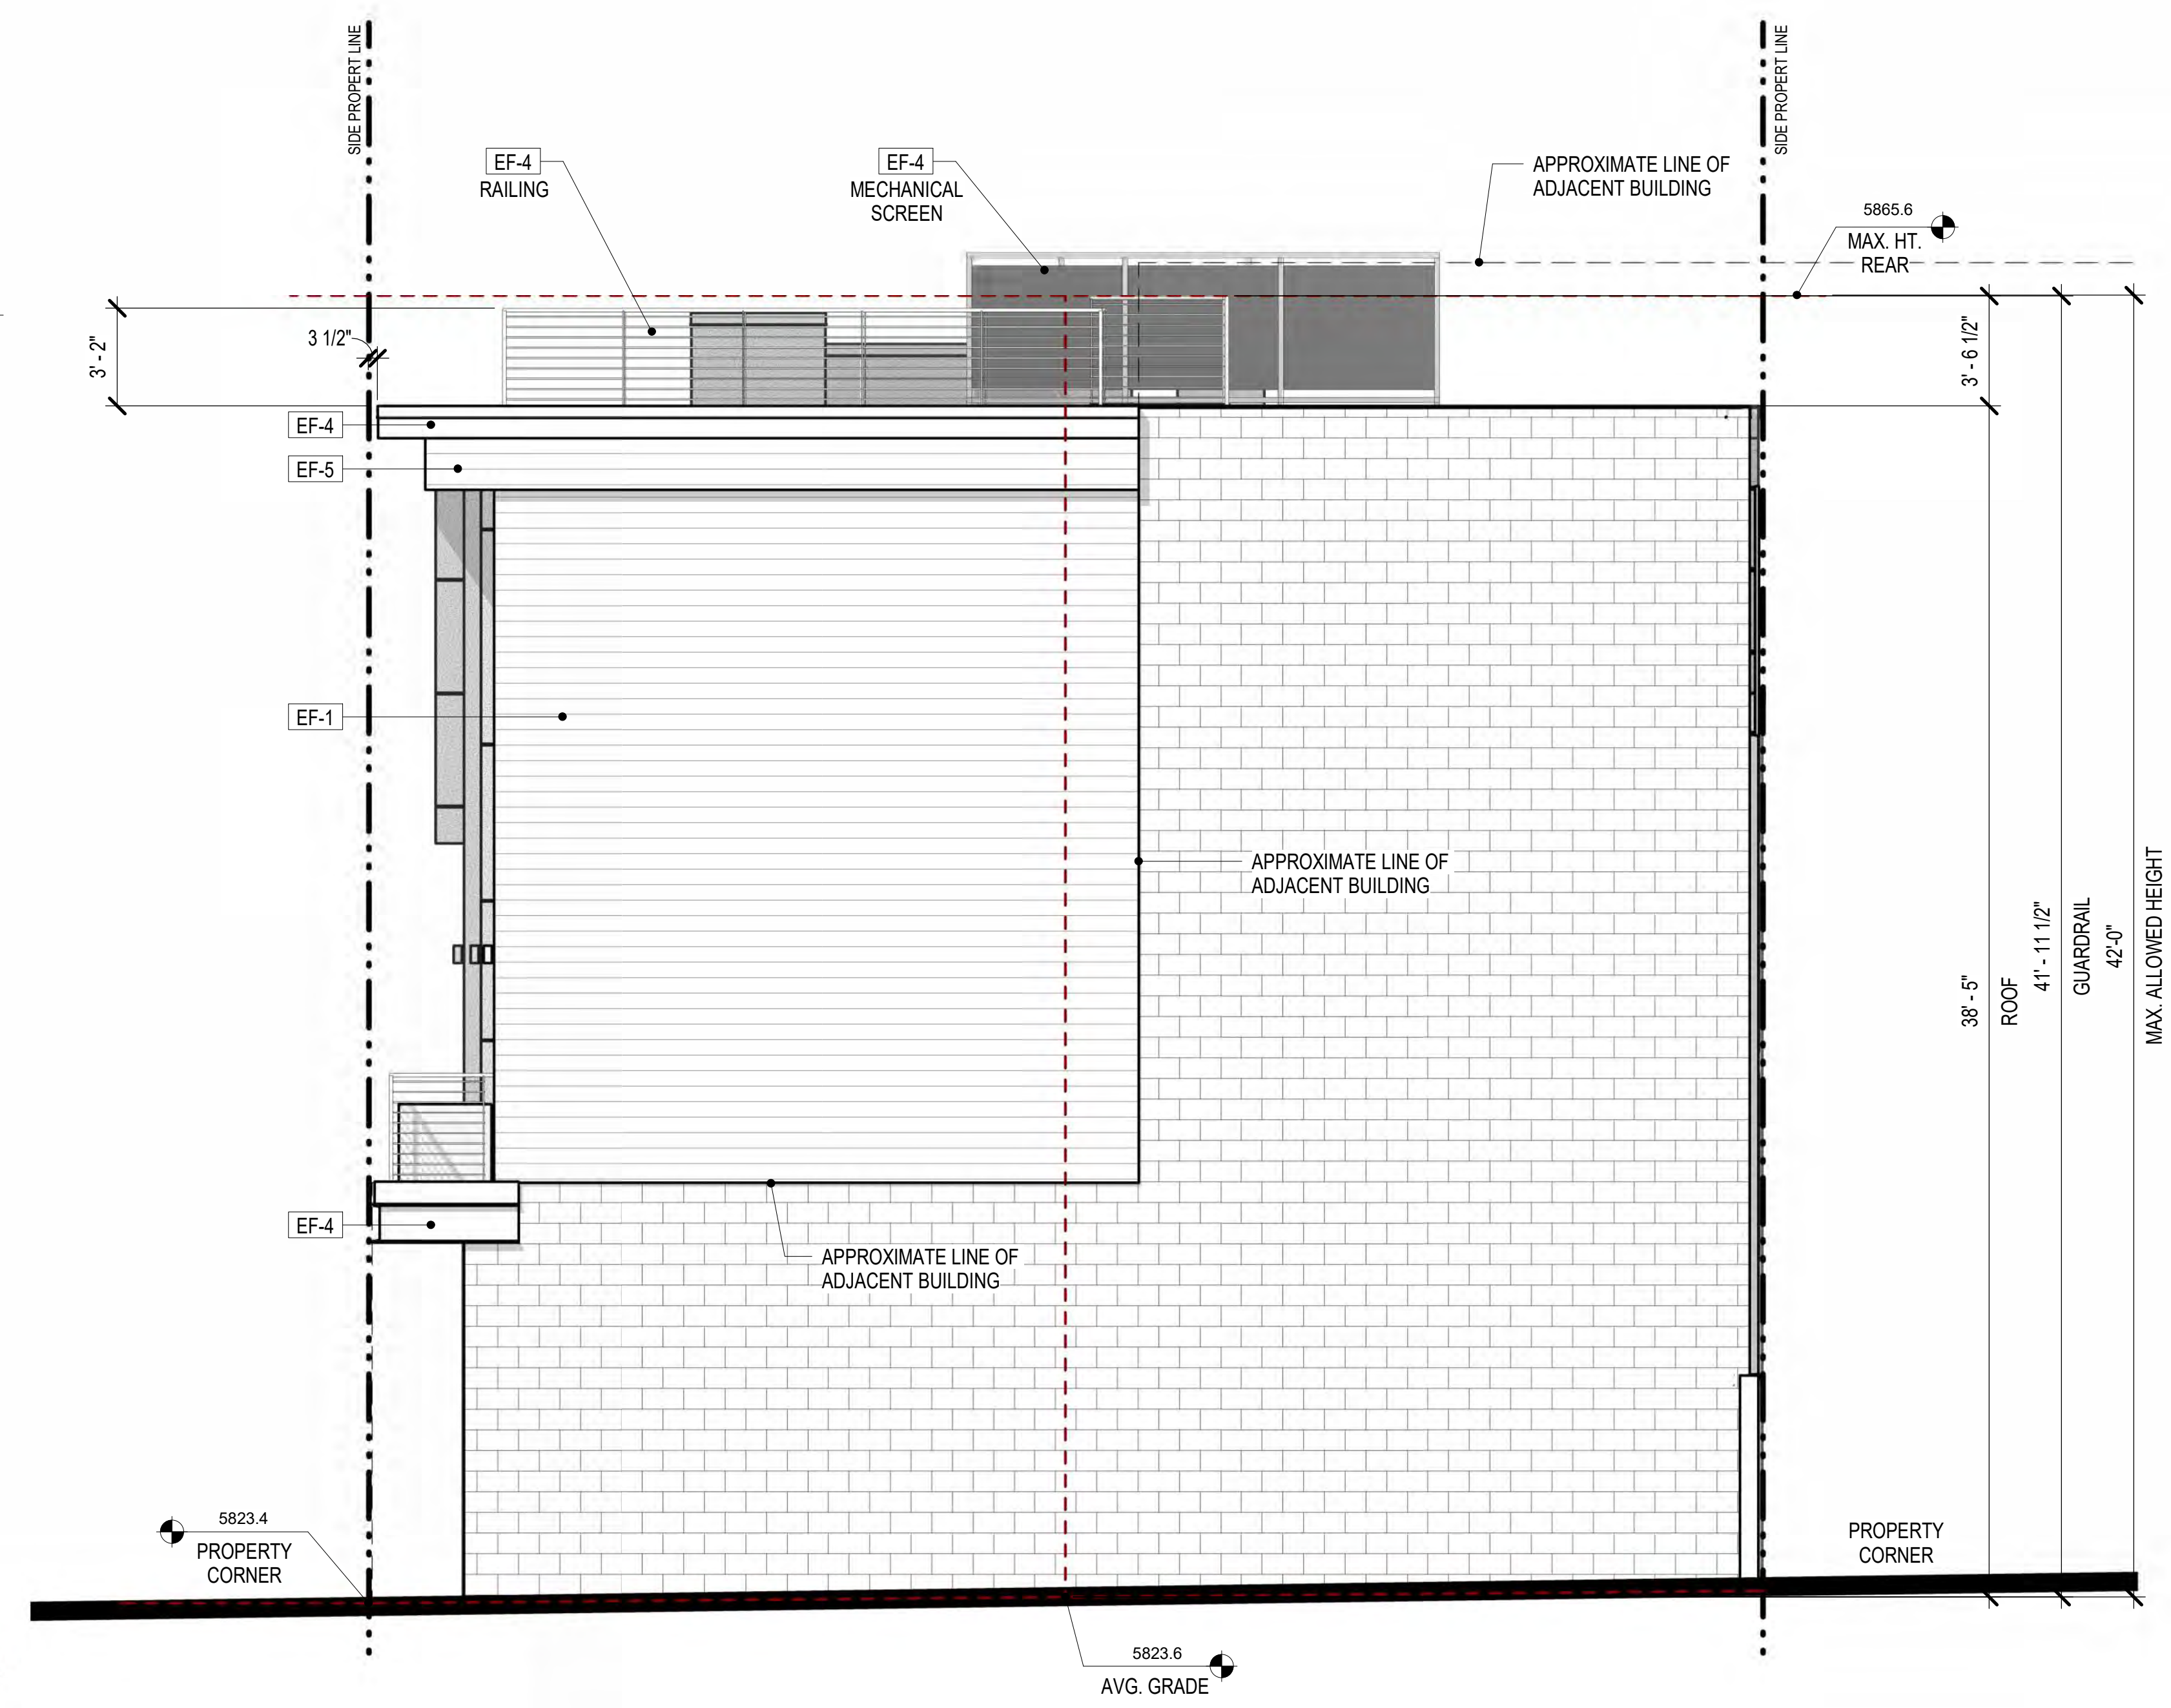 SIDE PROPERT LINE
SIDE PROPERT LINE
EF-4
RAILING
EF-4
MECHANICAL
SCREEN
APPROXIMATE LINE OF
ADJACENT BUILDING
5865.6
MAX. HT.
REAR
3' - 2"
3 1/2"
3' - 6 1/2"
EF-4
EF-5
EF-1
APPROXIMATE LINE OF
ADJACENT BUILDING
38' - 5"
ROOF
41' - 11 1/2"
GUARDRAIL
42'-0"
MAX. ALLOWED HEIGHT
EF-4
APPROXIMATE LINE OF
ADJACENT BUILDING
5823.4
PROPERTY
CORNER
PROPERTY
CORNER
5823.6
AVG. GRADE